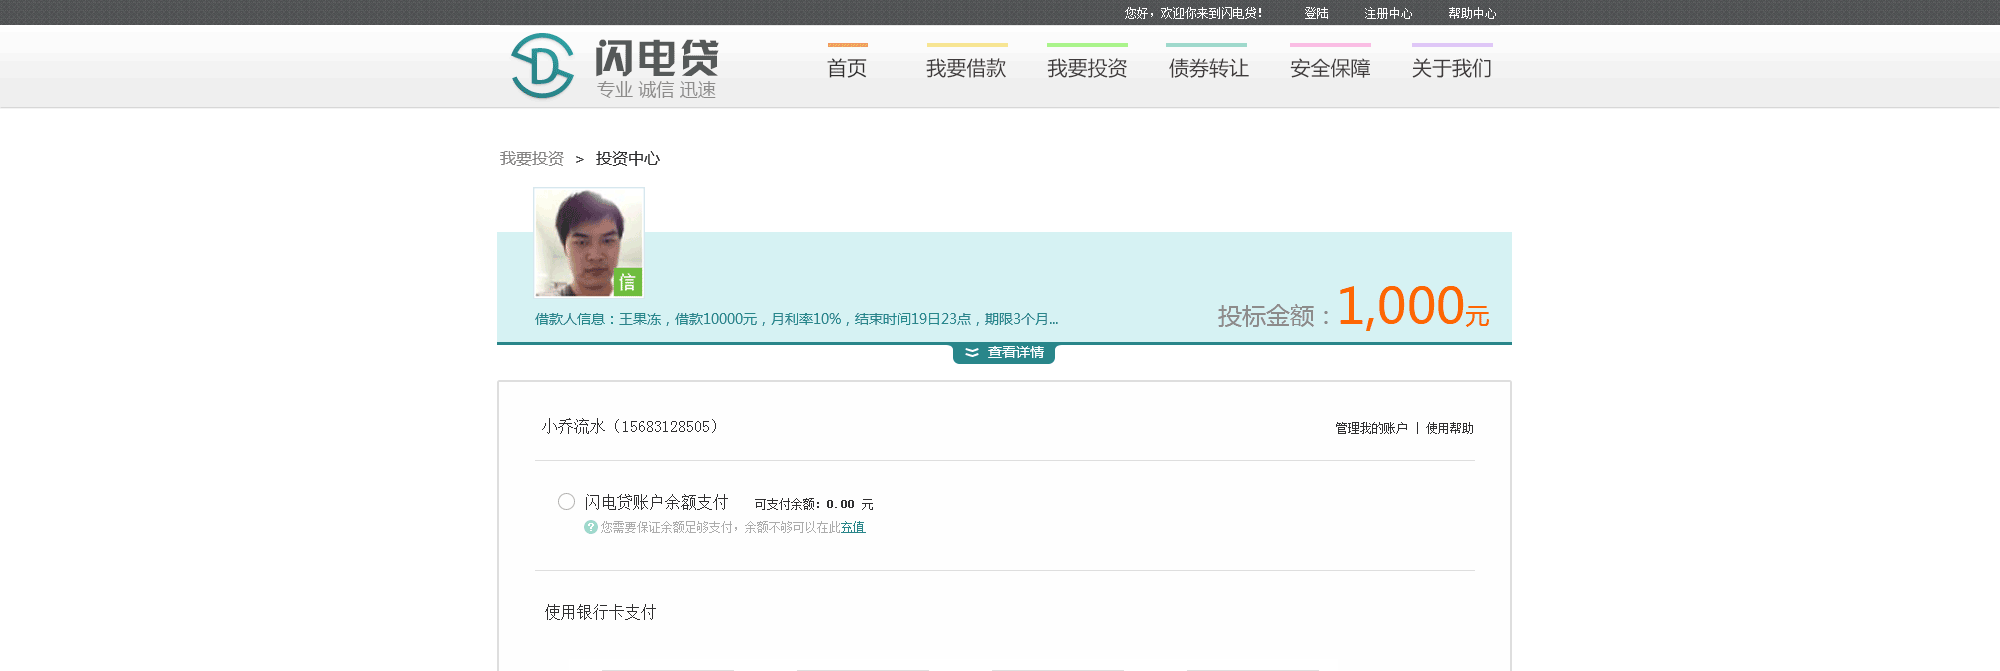 您好，欢迎你来到闪电贷！ 登陆 注册中心 帮助中心
闪电贷
专业 诚信 迅速
首页 我要借款 我要投资 债券转让 安全保障 关于我们
我要投资 > 投资中心
信
借款人信息：王果冻，借款10000元，月利率10%，结束时间19日23点，期限3个月...
投标金额：1,000元
查看详情
小乔流水（15683128505）
管理我的账户 | 使用帮助
闪电贷账户余额支付 可支付余额：0.00 元
?您需要保证余额足够支付，余额不够可以在此充值
使用银行卡支付